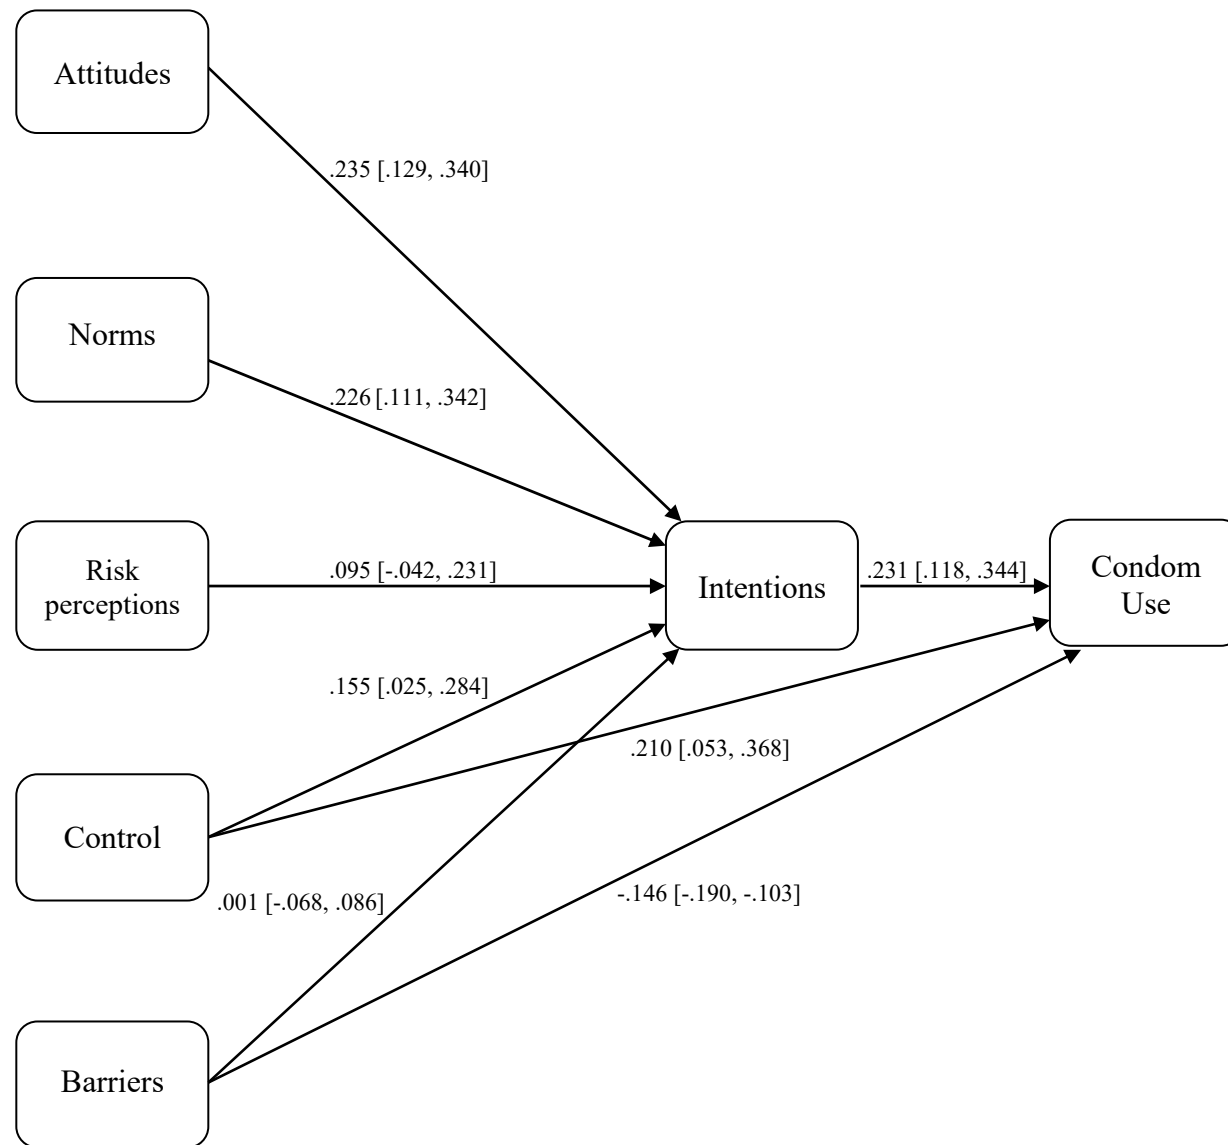 Attitudes
.235 [.129, .340]
Norms
.226 [.111, .342]
Risk
perceptions
.095 [-.042, .231]
Intentions
.231 [.118, .344]
Condom
Use
.155 [.025, .284]
.210 [.053, .368]
Control
.001 [-.068, .086]
-.146 [-.190, -.103]
Barriers